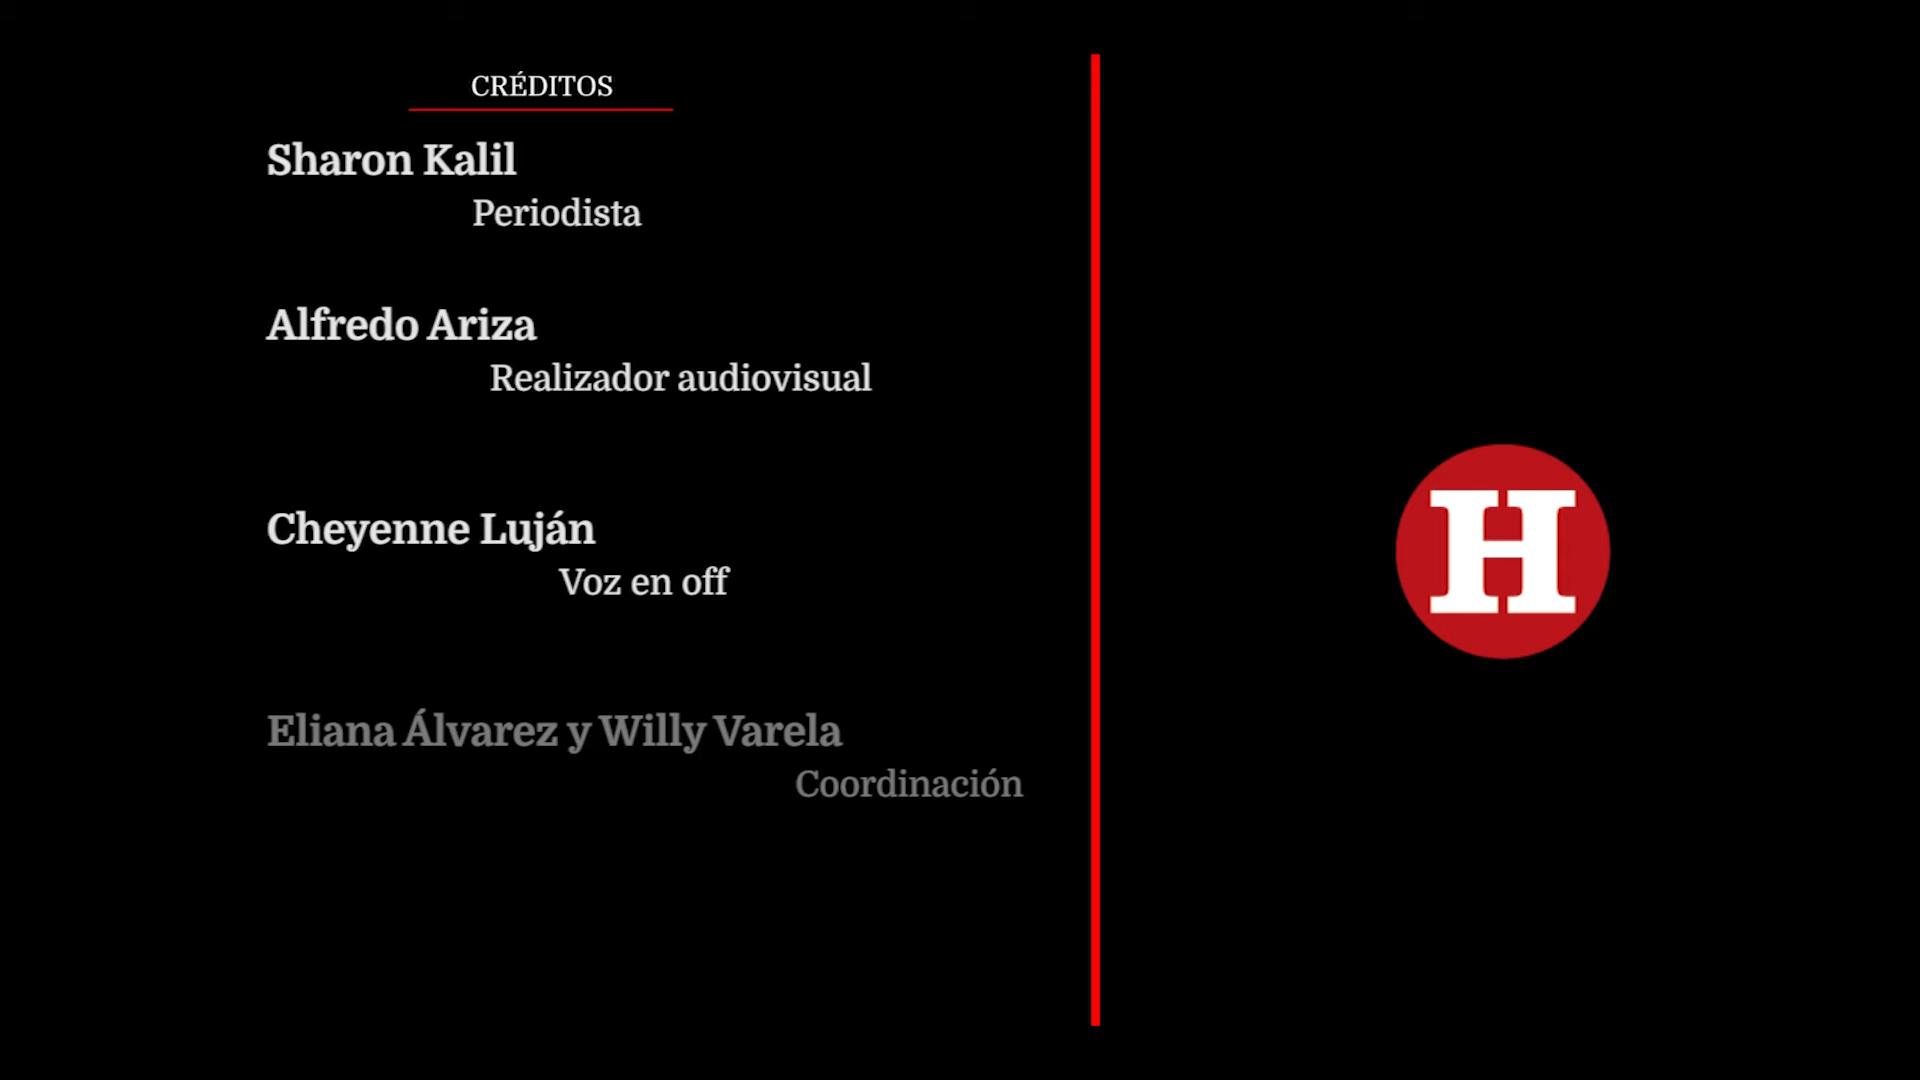 CRÉDITOS
Sharon Kalil
Periodista
Alfredo Ariza
Realizador audiovisual
Cheyenne Luján
Voz en off
Eliana Álvarez y Willy Varela
Coordinación
H